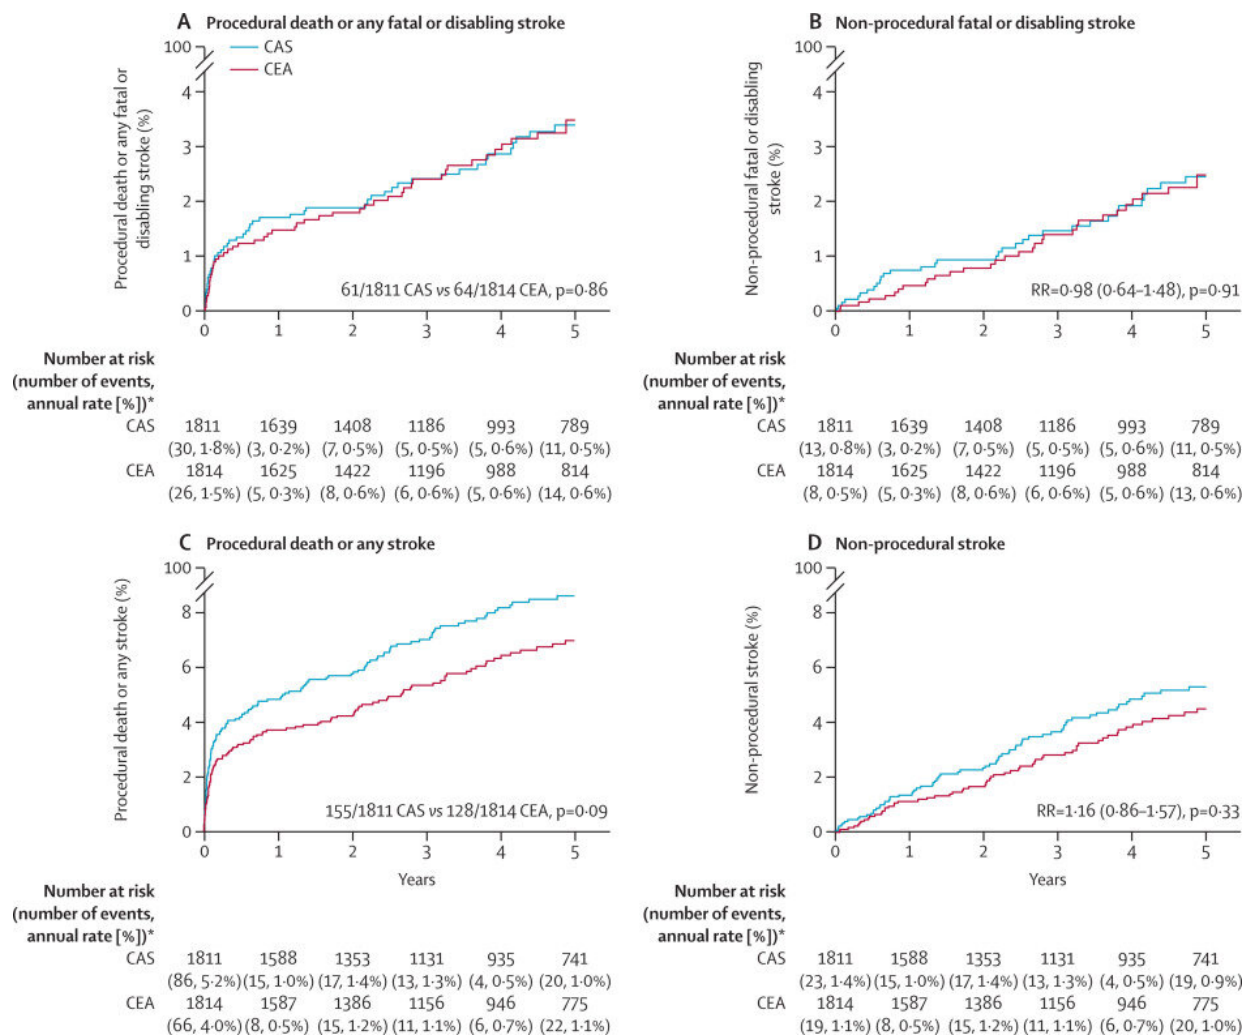 A Procedural death or any fatal or disabling stroke
100
CAS
CEA
Procedural death or any fatal or
disabling stroke (%)
4
3
2
1
0
61/1811 CAS vs 64/1814 CEA, p=0·86
0 1 2 3 4 5
Number at risk
(number of events,
annual rate [%])*
CAS 1811 1639 1408 1186 993 789
(30, 1·8%) (3, 0·2%) (7, 0·5%) (5, 0·5%) (5, 0·6%) (11, 0·5%)
CEA 1814 1625 1422 1196 988 814
(26, 1·5%) (5, 0·3%) (8, 0·6%) (6, 0·6%) (5, 0·6%) (14, 0·6%)
B Non-procedural fatal or disabling stroke
100
Non-procedural fatal or disabling
stroke (%)
4
3
2
1
0
RR=0·98 (0·64–1·48), p=0·91
0 1 2 3 4 5
Number at risk
(number of events,
annual rate [%])*
CAS 1811 1639 1408 1186 993 789
(13, 0·8%) (3, 0·2%) (7, 0·5%) (5, 0·5%) (5, 0·6%) (11, 0·5%)
CEA 1814 1625 1422 1196 988 814
(8, 0·5%) (5, 0·3%) (8, 0·6%) (6, 0·6%) (5, 0·6%) (13, 0·6%)
C Procedural death or any stroke
100
Procedural death or any stroke (%)
8
6
4
2
0
155/1811 CAS vs 128/1814 CEA, p=0·09
0 1 2 3 4 5
Years
Number at risk
(number of events,
annual rate [%])*
CAS 1811 1588 1353 1131 935 741
(86, 5·2%) (15, 1·0%) (17, 1·4%) (13, 1·3%) (4, 0·5%) (20, 1·0%)
CEA 1814 1587 1386 1156 946 775
(66, 4·0%) (8, 0·5%) (15, 1·2%) (11, 1·1%) (6, 0·7%) (22, 1·1%)
D Non-procedural stroke
100
Non-procedural stroke (%)
8
6
4
2
0
RR=1·16 (0·86–1·57), p=0·33
0 1 2 3 4 5
Years
Number at risk
(number of events,
annual rate [%])*
CAS 1811 1588 1353 1131 935 741
(23, 1·4%) (15, 1·0%) (17, 1·4%) (13, 1·3%) (4, 0·5%) (19, 0·9%)
CEA 1814 1587 1386 1156 946 775
(19, 1·1%) (8, 0·5%) (15, 1·2%) (11, 1·1%) (6, 0·7%) (20, 1·0%)